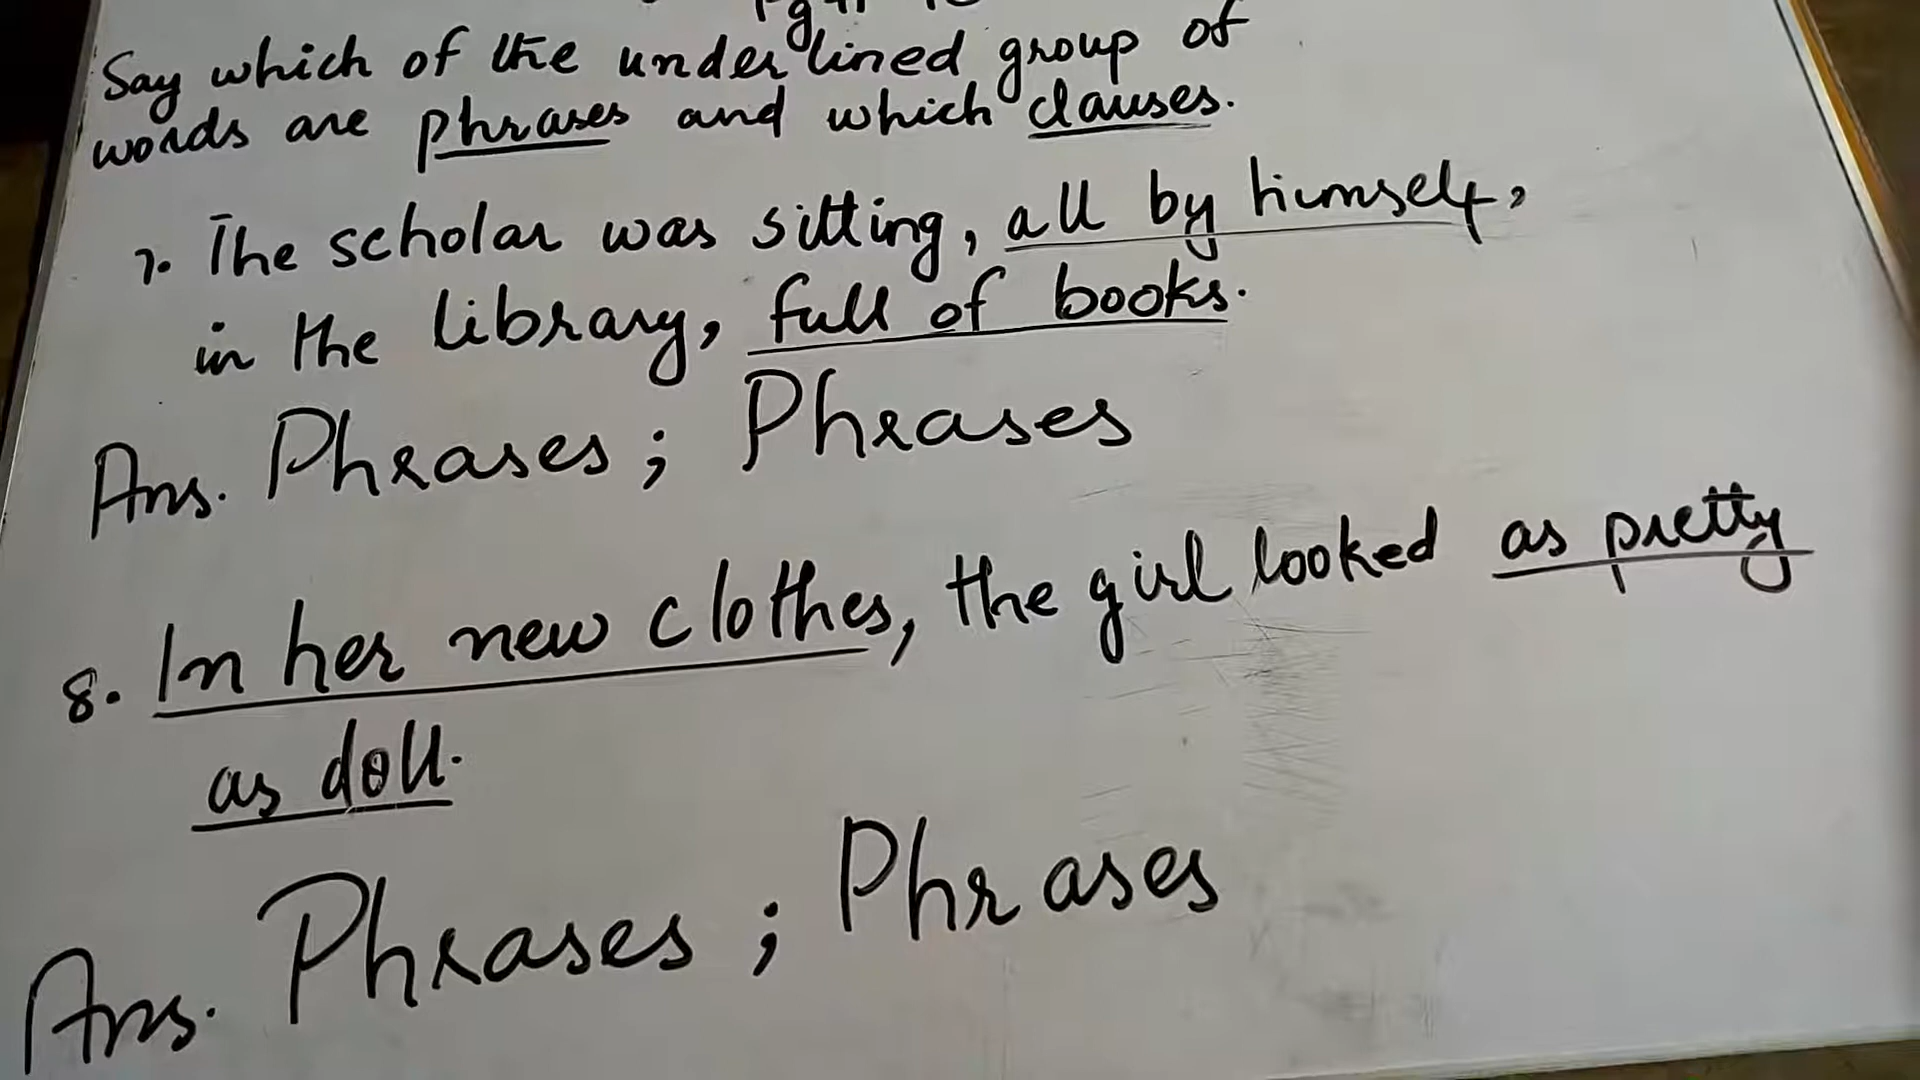 Say which of the underlined group of
words are phrases and which clauses.
7. The scholar was sitting, all by himself,
in the library, full of books.
Ans. Phrases ; Phrases
8. In her new clothes, the girl looked as pretty
as doll.
Ans. Phrases ; Phrases